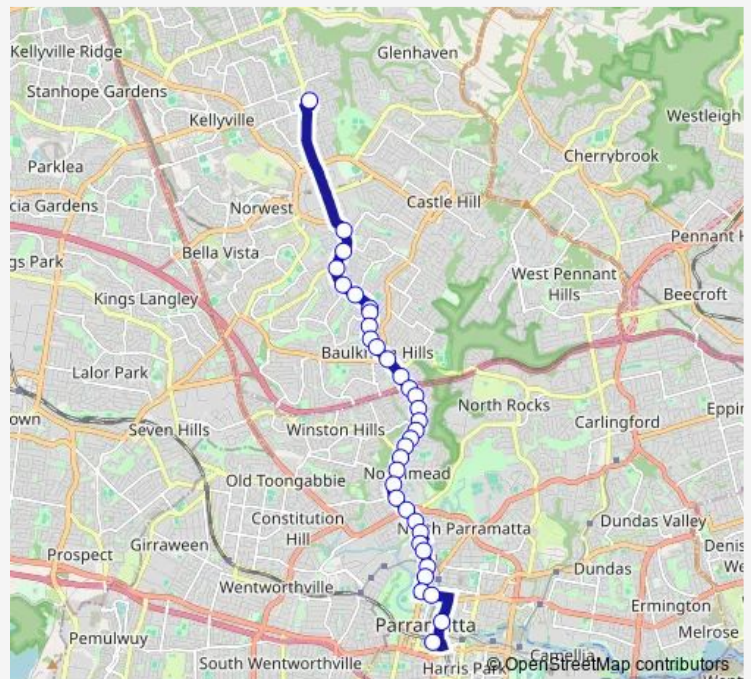 Kellyville Ridge
Glenhaven
Stanhope Gardens
Westleigh
Kellyville
Cherrybrook
Parklea
Castle Hill
cia Gardens
Norwest
Pennant H
Bella Vista
gs Park
West Pennant
Hills
Beecroft
Kings Langley
Baulk    Hills
Lalor Park
North Rocks
own
Carlingford
Eppin
Seven Hills
Winston Hills
No    mead
Old Toongabbie
Constitution
Hill
N    th Parramatta
Dundas Valley
Girraween
Prospect
Denis
We
Dundas
Wentworthville
Ermington
Parra    tta
Melrose
Pemulwuy
Camellia
South Wentworthville
Harris Park
© OpenStreetMap contributors